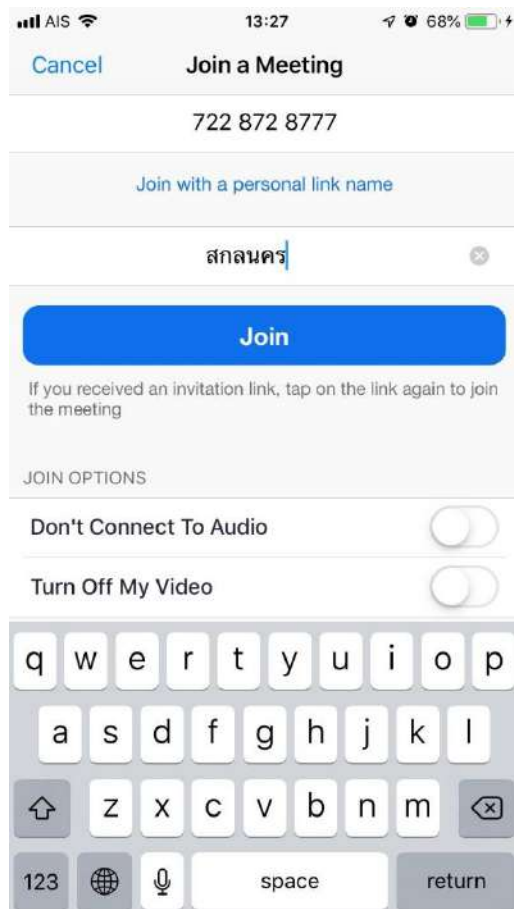 AIS 13:27 68%
Cancel Join a Meeting
722 872 8777
Join with a personal link name
สกลนคร
Join
If you received an invitation link, tap on the link again to join
the meeting
JOIN OPTIONS
Don't Connect To Audio
Turn Off My Video
q w e r t y u i o p
a s d f g h j k l
z x c v b n m
123 space return